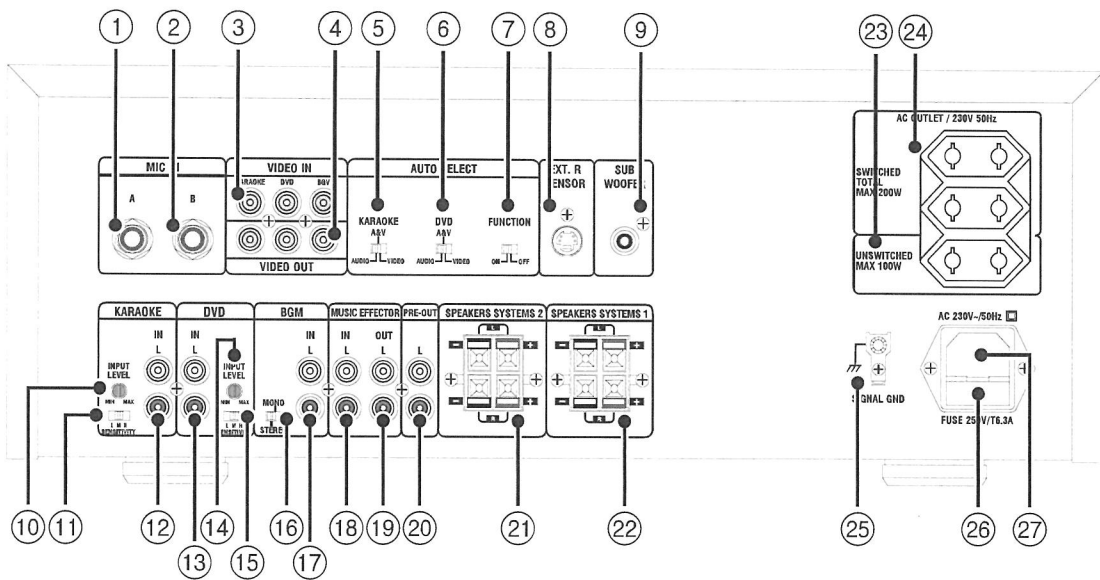 1 2 3 4 5 6 7 8 9 23 24
AC OUTLET / 230V 50Hz
SWITCHED
TOTAL
MAX 200W
UNSWITCHED
MAX 100W
MIC
A B
VIDEO IN
DVD BGV
VIDEO OUT
AUTO SELECT
KARAOKE
A&V
AUDIO VIDEO
DVD
A&V
AUDIO VIDEO
FUNCTION
ON OFF
EXT. R
SUB
KARAOKE
IN
L
INPUT
LEVEL
MIN MAX
L M H
SENSITIVITY
DVD
IN
L
INPUT
LEVEL
MIN MAX
L M H
BGM
IN
L
MONO
MUSIC EFFECTOR
IN OUT
L L
PRE-OUT
L
SPEAKERS SYSTEMS 2
L
- +
- +
R
SPEAKERS SYSTEMS 1
L
- +
- +
R
AC 230V~/50Hz
SIGNAL GND
FUSE 250V/T6.3A
10 11 12 13 14 15 16 17 18 19 20 21 22 25 26 27